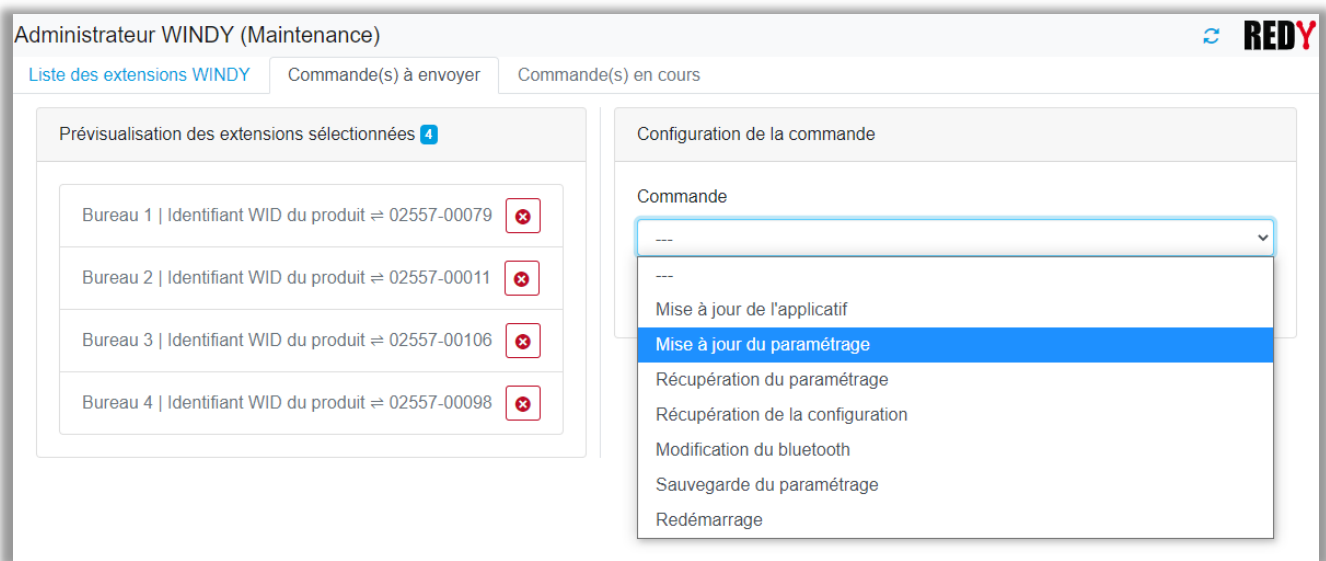 Administrateur WINDY (Maintenance)
REDY
Liste des extensions WINDY
Commande(s) à envoyer
Commande(s) en cours
Prévisualisation des extensions sélectionnées 4
Bureau 1 | Identifiant WID du produit ⇌ 02557-00079
Bureau 2 | Identifiant WID du produit ⇌ 02557-00011
Bureau 3 | Identifiant WID du produit ⇌ 02557-00106
Bureau 4 | Identifiant WID du produit ⇌ 02557-00098
Configuration de la commande
Commande
---
---
Mise à jour de l'applicatif
Mise à jour du paramétrage
Récupération du paramétrage
Récupération de la configuration
Modification du bluetooth
Sauvegarde du paramétrage
Redémarrage